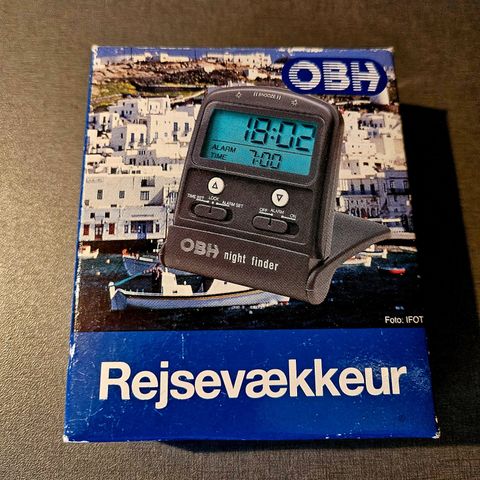 OBH
SNOOZE
18:02
ALARM
TIME 7:00
TIME SET LOCK ALARM SET
OFF ALARM ON
OBH night finder
Foto: IFOT
Rejsevækkeur